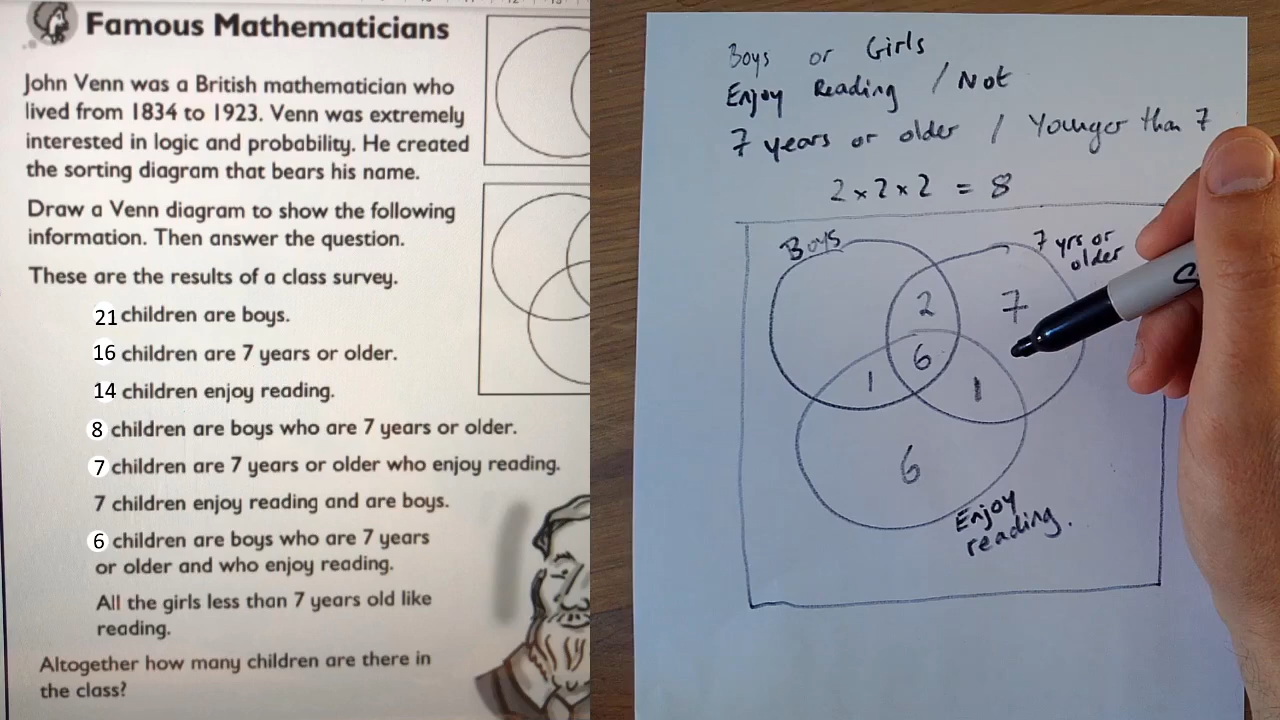 Famous Mathematicians
John Venn was a British mathematician who
lived from 1834 to 1923. Venn was extremely
interested in logic and probability. He created
the sorting diagram that bears his name.
Draw a Venn diagram to show the following
information. Then answer the question.
These are the results of a class survey.
21 children are boys.
16 children are 7 years or older.
14 children enjoy reading.
8 children are boys who are 7 years or older.
7 children are 7 years or older who enjoy reading.
7 children enjoy reading and are boys.
6 children are boys who are 7 years
or older and who enjoy reading.
All the girls less than 7 years old like
reading.
Altogether how many children are there in
the class?
Boys or Girls
Enjoy Reading / Not
7 years or older / Younger than 7
2 × 2 × 2 = 8
Boys
7 yrs or
older
2
7
6
1
1
6
Enjoy
reading.